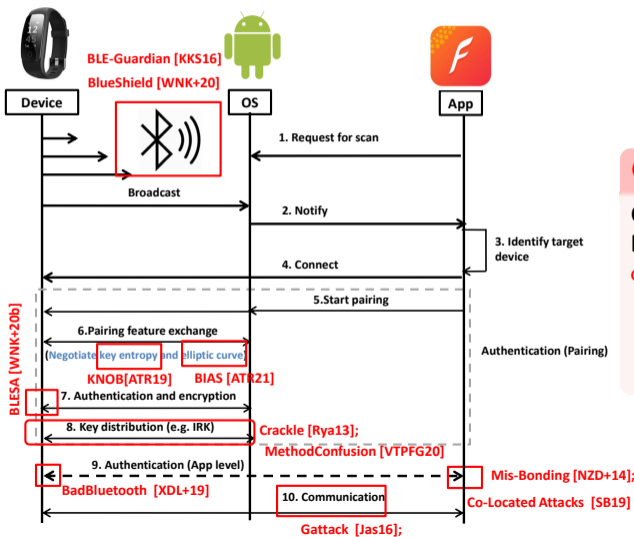 BLE-Guardian [KKS16]
BlueShield [WNK+20]
Device
OS
App
1. Request for scan
Broadcast
2. Notify
3. Identify target
device
4. Connect
5.Start pairing
6.Pairing feature exchange
(Negotiate key entropy and elliptic curve)
KNOB[ATR19]
BIAS [ATR21]
Authentication (Pairing)
BLESA [WNK+20b]
7. Authentication and encryption
8. Key distribution (e.g. IRK)
Crackle [Rya13];
MethodConfusion [VTPFG20]
9. Authentication (App level)
BadBluetooth [XDL+19]
Mis-Bonding [NZD+14];
10. Communication
Co-Located Attacks [SB19]
Gattack [Jas16];